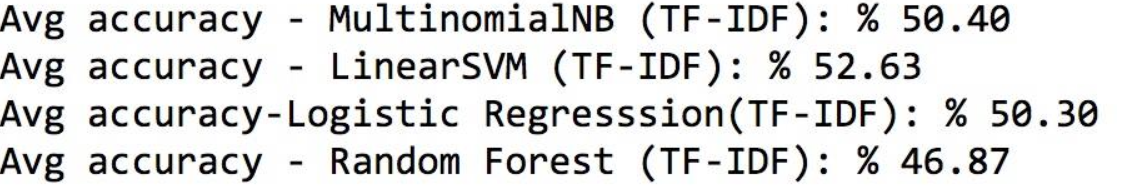 Avg accuracy - MultinomialNB (TF-IDF): % 50.40
Avg accuracy - LinearSVM (TF-IDF): % 52.63
Avg accuracy-Logistic Regresssion(TF-IDF): % 50.30
Avg accuracy - Random Forest (TF-IDF): % 46.87